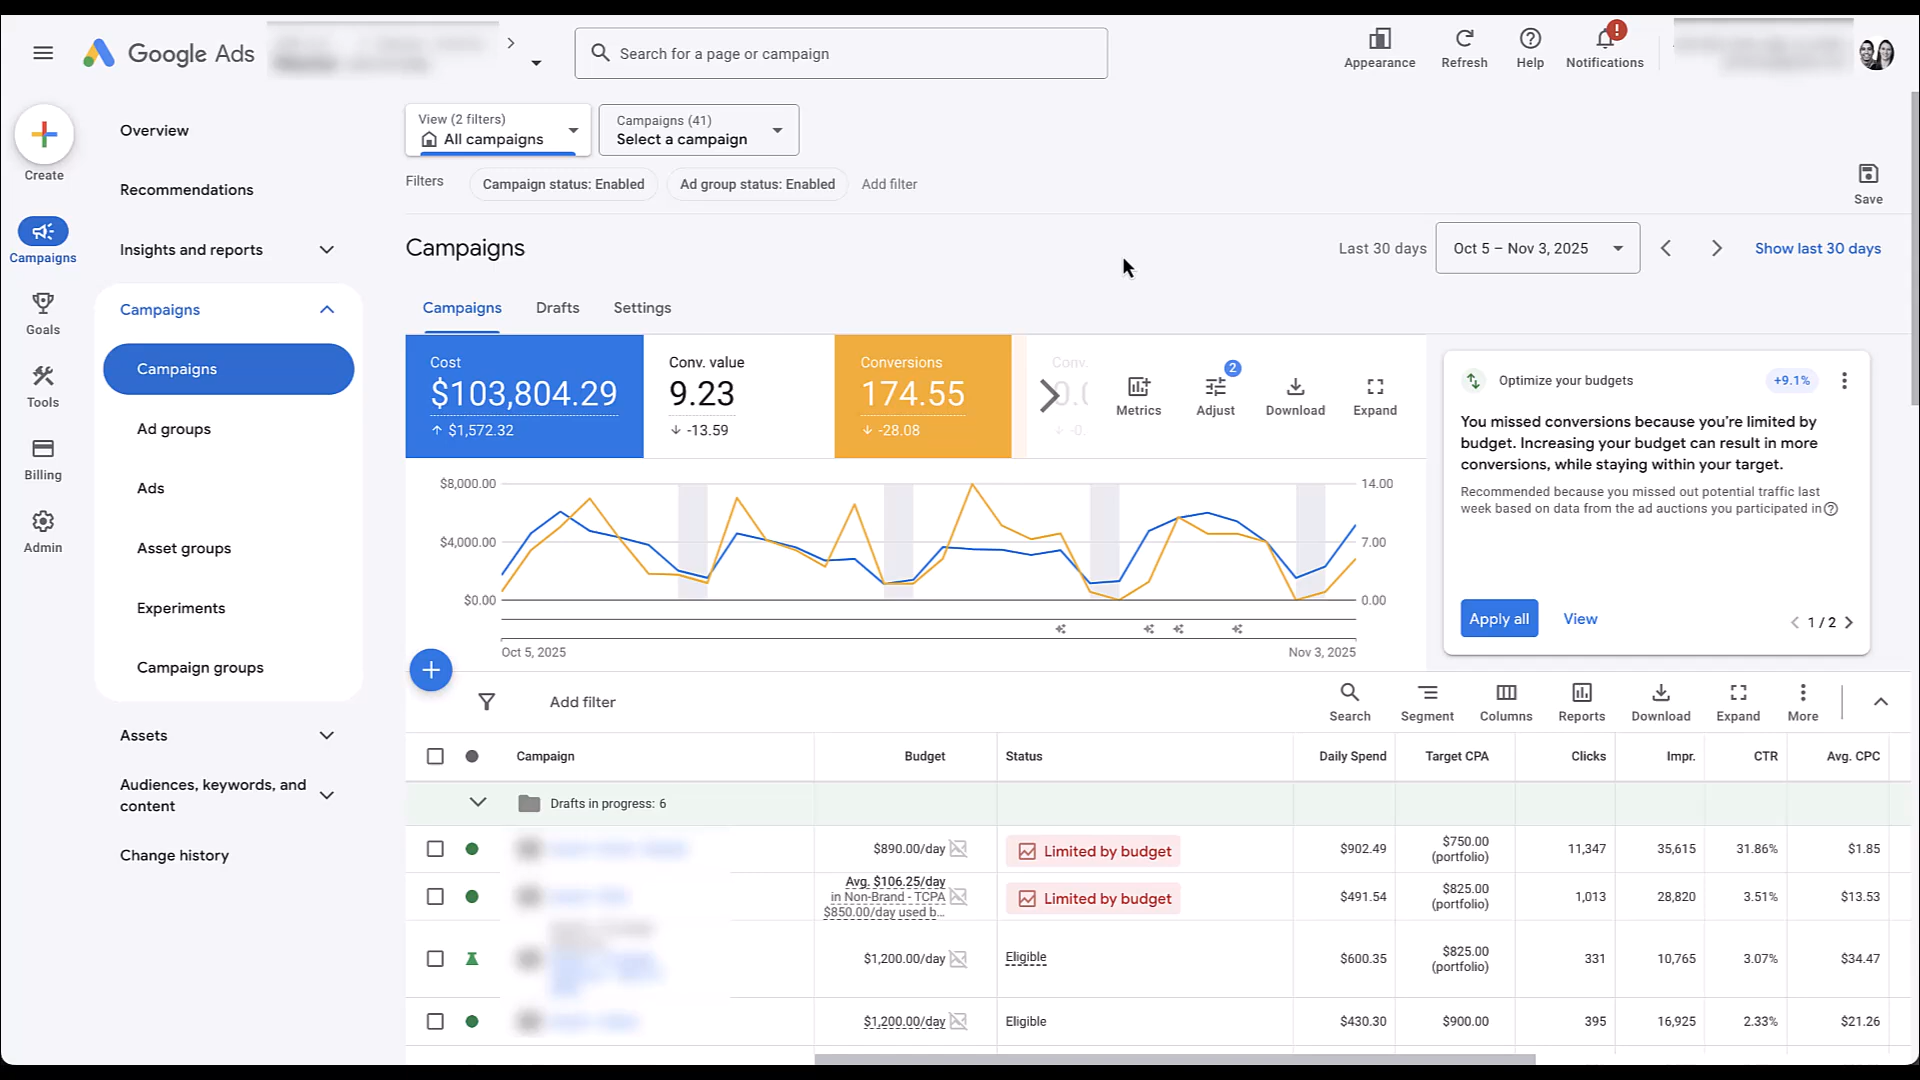 Google Ads
Search for a page or campaign
Appearance
Refresh
Help
Notifications
Create
Campaigns
Goals
Tools
Billing
Admin
Overview
Recommendations
Insights and reports
Campaigns
Campaigns
Ad groups
Ads
Asset groups
Experiments
Campaign groups
Assets
Audiences, keywords, and
content
Change history
View (2 filters)
All campaigns
Campaigns (41)
Select a campaign
Filters
Campaign status: Enabled
Ad group status: Enabled
Add filter
Save
Campaigns
Last 30 days
Oct 5 – Nov 3, 2025
Show last 30 days
Campaigns
Drafts
Settings
Cost
$103,804.29
↑ $1,572.32
Conv. value
9.23
↓ -13.59
Conversions
174.55
↓ -28.08
Conv.
Metrics
2
Adjust
Download
Expand
$8,000.00
$4,000.00
$0.00
14.00
7.00
0.00
Oct 5, 2025
Nov 3, 2025
Optimize your budgets
+9.1%
You missed conversions because you're limited by
budget. Increasing your budget can result in more
conversions, while staying within your target.
Recommended because you missed out potential traffic last
week based on data from the ad auctions you participated in
Apply all
View
1 / 2
Add filter
Search
Segment
Columns
Reports
Download
Expand
More
Campaign Budget Status Daily Spend Target CPA Clicks Impr. CTR Avg. CPC
Drafts in progress: 6
$890.00/day Limited by budget $902.49 $750.00 (portfolio) 11,347 35,615 31.86% $1.85
Avg. $106.25/day
in Non-Brand - TCPA
$850.00/day used b...
Limited by budget $491.54 $825.00 (portfolio) 1,013 28,820 3.51% $13.53
$1,200.00/day Eligible $600.35 $825.00 (portfolio) 331 10,765 3.07% $34.47
$1,200.00/day Eligible $430.30 $900.00 395 16,925 2.33% $21.26